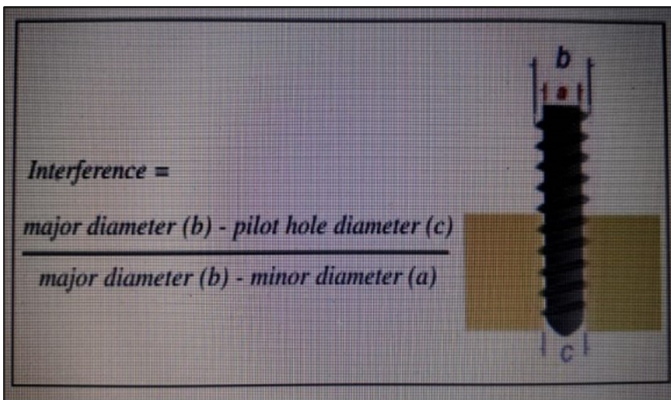 b
a
Interference =
major diameter (b) - pilot hole diameter (c)
major diameter (b) - minor diameter (a)
c